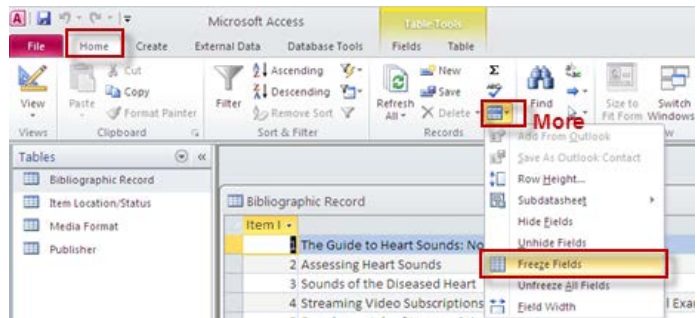 A Microsoft Access Table Tools
File Home Create External Data Database Tools Fields Table
View Paste Cut Copy Format Painter
Filter Ascending Descending Remove Sort
Refresh All New Save Delete Σ More
Find Size to Fit Form Switch Windows
Views Clipboard Sort & Filter Records
Add From Outlook
Save As Outlook Contact
Row Height...
Subdatasheet
Hide Fields
Unhide Fields
Freeze Fields
Unfreeze All Fields
Field Width
Tables
Bibliographic Record
Item Location/Status
Media Format
Publisher
Bibliographic Record
Item I
1 The Guide to Heart Sounds: No
2 Assessing Heart Sounds
3 Sounds of the Diseased Heart
4 Streaming Video Subscriptions